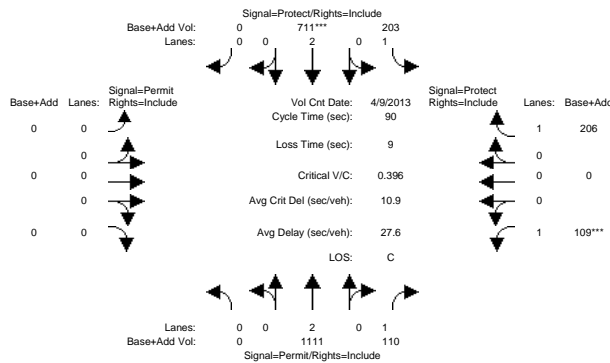 Signal=Protect/Rights=Include
Base+Add Vol: 0 711*** 203
Lanes: 0 0 2 0 1
Signal=Permit
Signal=Protect
Base+Add Lanes: Rights=Include
Vol Cnt Date: 4/9/2013
Rights=Include Lanes: Base+Add
Cycle Time (sec): 90
0 0
1 206
Loss Time (sec): 9
0
0
0 0
Critical V/C: 0.396
0 0
0
Avg Crit Del (sec/veh): 10.9
0
0 0
Avg Delay (sec/veh): 27.6
1 109***
LOS: C
Lanes: 0 0 2 0 1
Base+Add Vol: 0 1111 110
Signal=Permit/Rights=Include